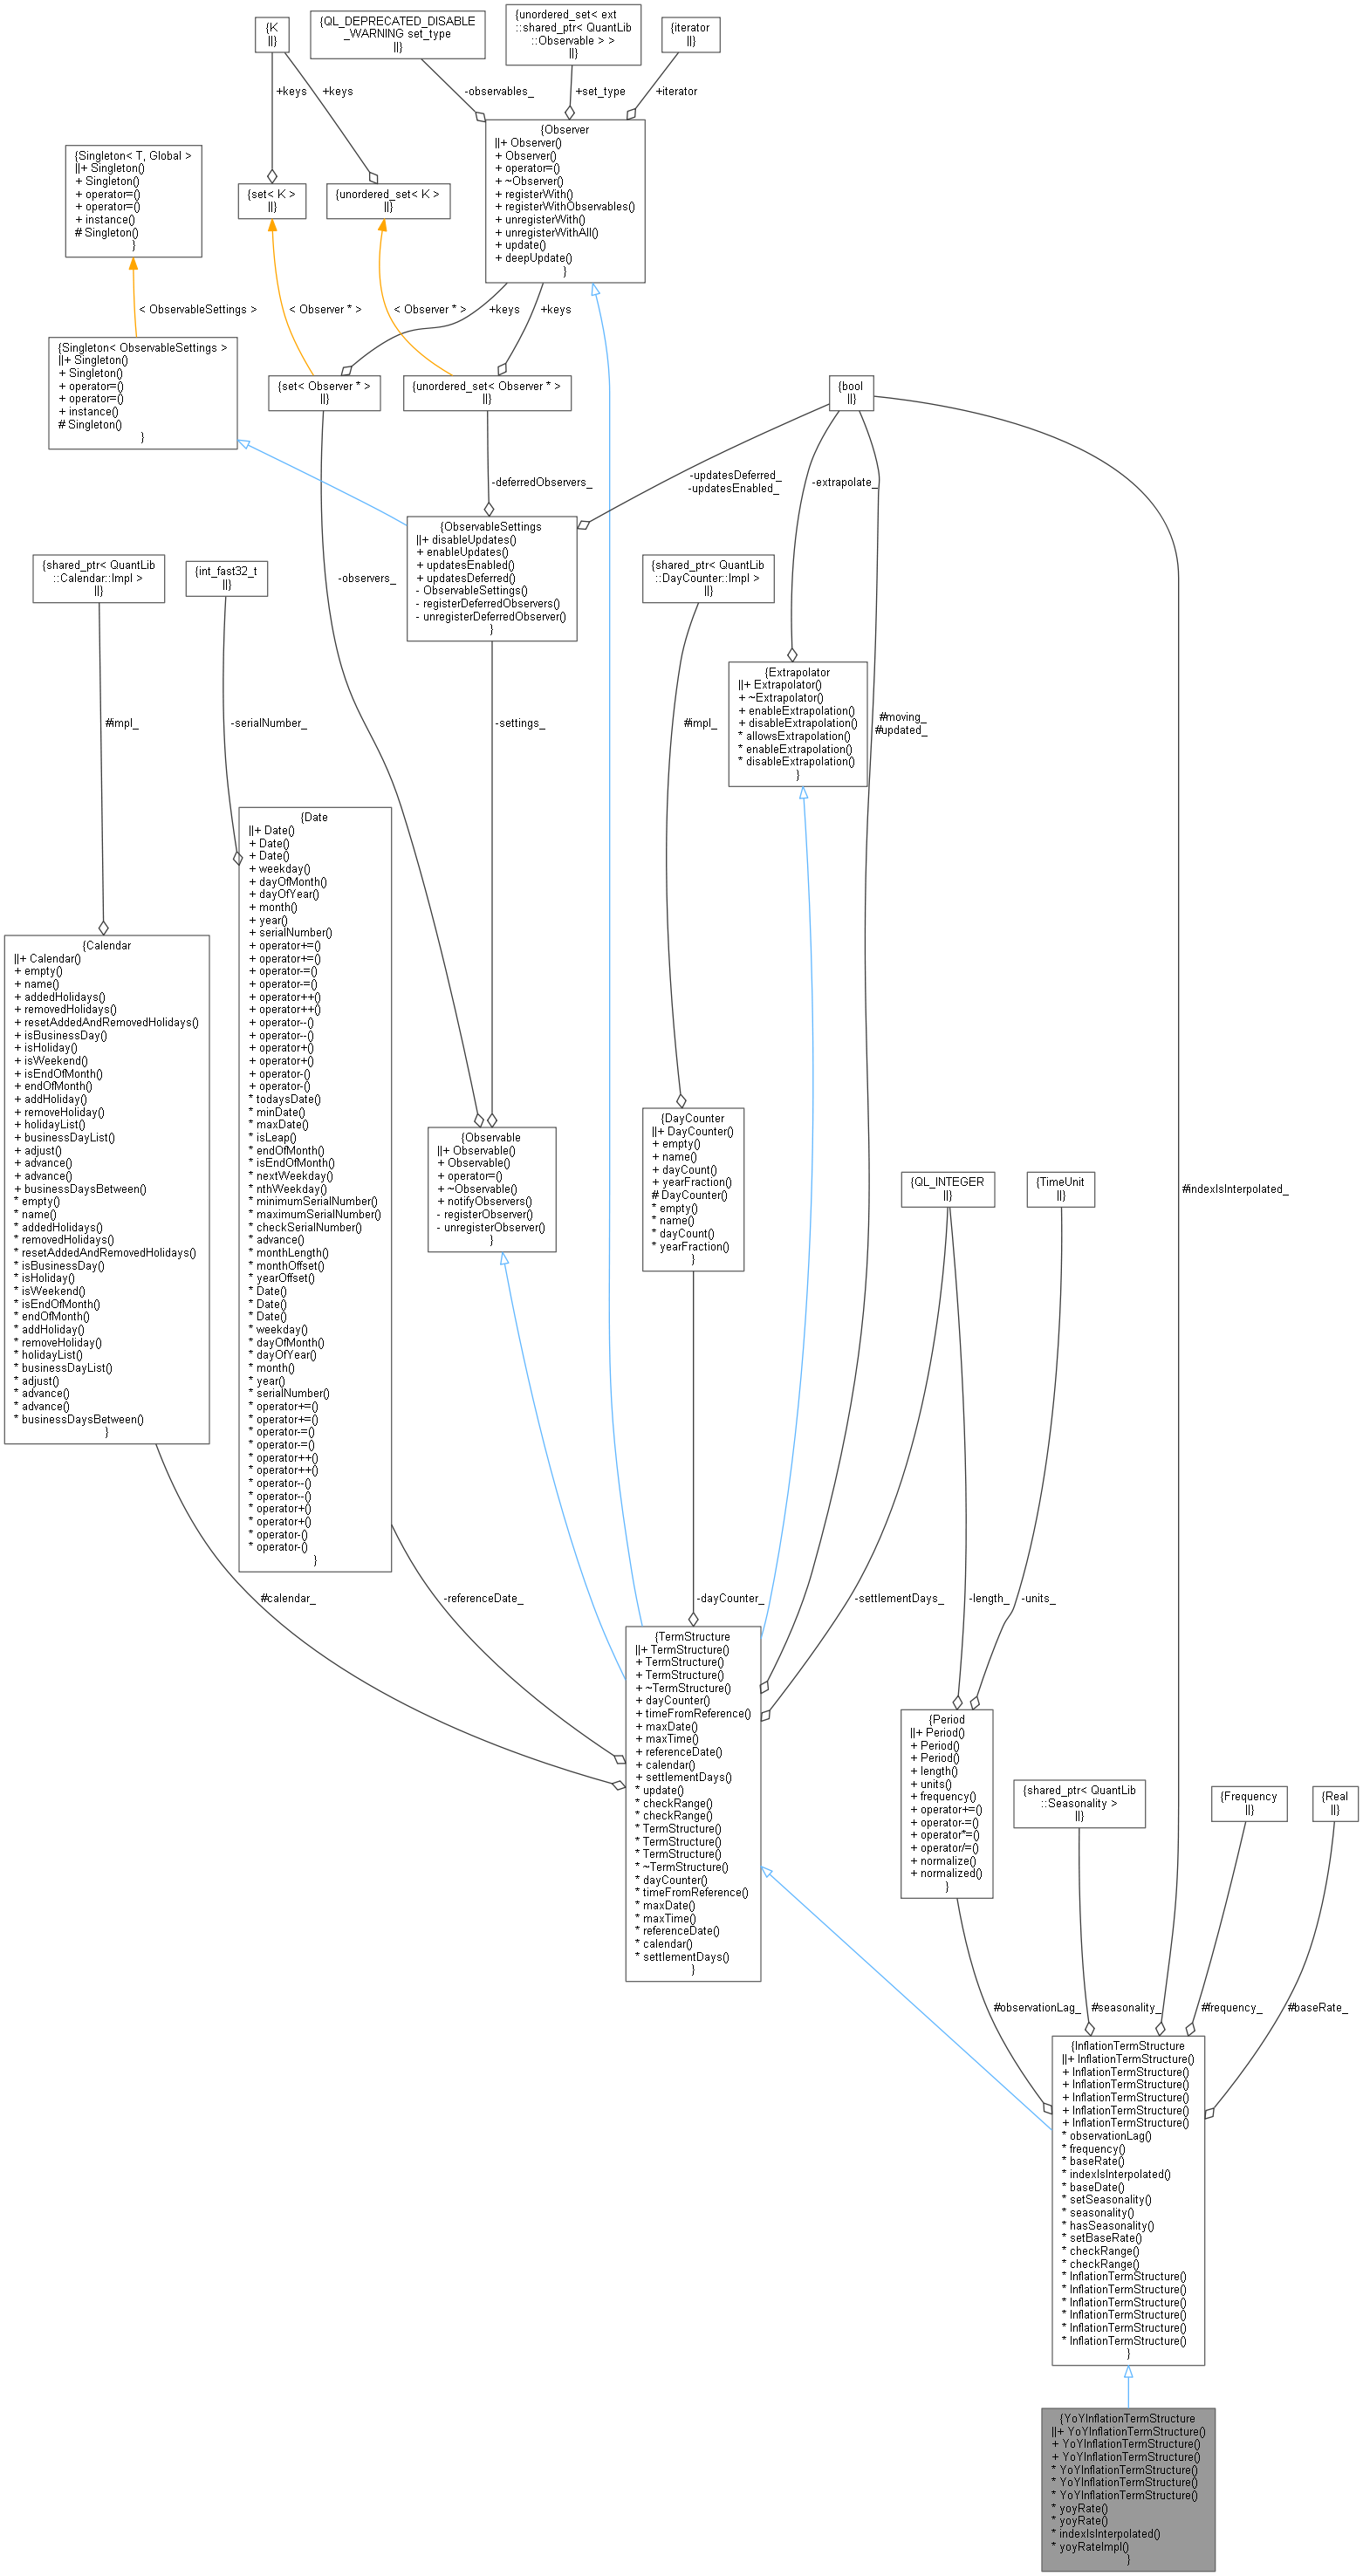 {K
||}
{QL_DEPRECATED_DISABLE
_WARNING set_type
||}
{unordered_set< ext
::shared_ptr< QuantLib
::Observable > >
||}
{iterator
||}
+keys
+keys
-observables_
+set_type
+iterator
{Singleton< T, Global >
||+ Singleton()
+ Singleton()
+ operator=()
+ operator=()
+ instance()
# Singleton()
}
{set< K >
||}
{unordered_set< K >
||}
{Observer
||+ Observer()
+ Observer()
+ operator=()
+ ~Observer()
+ registerWith()
+ registerWithObservables()
+ unregisterWith()
+ unregisterWithAll()
+ update()
+ deepUpdate()
}
< ObservableSettings >
< Observer * >
< Observer * >
+keys
+keys
{Singleton< ObservableSettings >
||+ Singleton()
+ Singleton()
+ operator=()
+ operator=()
+ instance()
# Singleton()
}
{set< Observer * >
||}
{unordered_set< Observer * >
||}
{bool
||}
-deferredObservers_
-updatesDeferred_
-updatesEnabled_
-extrapolate_
{shared_ptr< QuantLib
::Calendar::Impl >
||}
{int_fast32_t
||}
-observers_
{ObservableSettings
||+ disableUpdates()
+ enableUpdates()
+ updatesEnabled()
+ updatesDeferred()
- ObservableSettings()
- registerDeferredObservers()
- unregisterDeferredObserver()
}
{shared_ptr< QuantLib
::DayCounter::Impl >
||}
{Extrapolator
||+ Extrapolator()
+ ~Extrapolator()
+ enableExtrapolation()
+ disableExtrapolation()
* allowsExtrapolation()
* enableExtrapolation()
* disableExtrapolation()
}
#impl_
-serialNumber_
-settings_
#impl_
#moving_
#updated_
{Calendar
||+ Calendar()
+ empty()
+ name()
+ addedHolidays()
+ removedHolidays()
+ resetAddedAndRemovedHolidays()
+ isBusinessDay()
+ isHoliday()
+ isWeekend()
+ isEndOfMonth()
+ endOfMonth()
+ addHoliday()
+ removeHoliday()
+ holidayList()
+ businessDayList()
+ adjust()
+ advance()
+ advance()
+ businessDaysBetween()
* empty()
* name()
* addedHolidays()
* removedHolidays()
* resetAddedAndRemovedHolidays()
* isBusinessDay()
* isHoliday()
* isWeekend()
* isEndOfMonth()
* endOfMonth()
* addHoliday()
* removeHoliday()
* holidayList()
* businessDayList()
* adjust()
* advance()
* advance()
* businessDaysBetween()
}
{Date
||+ Date()
+ Date()
+ Date()
+ weekday()
+ dayOfMonth()
+ dayOfYear()
+ month()
+ year()
+ serialNumber()
+ operator+=()
+ operator+=()
+ operator-=()
+ operator-=()
+ operator++()
+ operator++()
+ operator--()
+ operator--()
+ operator+()
+ operator+()
+ operator-()
+ operator-()
* todaysDate()
* minDate()
* maxDate()
* isLeap()
* endOfMonth()
* isEndOfMonth()
* nextWeekday()
* nthWeekday()
* minimumSerialNumber()
* maximumSerialNumber()
* checkSerialNumber()
* advance()
* monthLength()
* monthOffset()
* yearOffset()
* Date()
* Date()
* Date()
* weekday()
* dayOfMonth()
* dayOfYear()
* month()
* year()
* serialNumber()
* operator+=()
* operator+=()
* operator-=()
* operator-=()
* operator++()
* operator++()
* operator--()
* operator--()
* operator+()
* operator+()
* operator-()
* operator-()
}
{Observable
||+ Observable()
+ Observable()
+ operator=()
+ ~Observable()
+ notifyObservers()
- registerObserver()
- unregisterObserver()
}
{DayCounter
||+ DayCounter()
+ empty()
+ name()
+ dayCount()
+ yearFraction()
# DayCounter()
* empty()
* name()
* dayCount()
* yearFraction()
}
{QL_INTEGER
||}
{TimeUnit
||}
#indexIsInterpolated_
#calendar_
-referenceDate_
-dayCounter_
-settlementDays_
-length_
-units_
{TermStructure
||+ TermStructure()
+ TermStructure()
+ TermStructure()
+ ~TermStructure()
+ dayCounter()
+ timeFromReference()
+ maxDate()
+ maxTime()
+ referenceDate()
+ calendar()
+ settlementDays()
* update()
* checkRange()
* checkRange()
* TermStructure()
* TermStructure()
* TermStructure()
* ~TermStructure()
* dayCounter()
* timeFromReference()
* maxDate()
* maxTime()
* referenceDate()
* calendar()
* settlementDays()
}
{Period
||+ Period()
+ Period()
+ Period()
+ length()
+ units()
+ frequency()
+ operator+=()
+ operator-=()
+ operator*=()
+ operator/=()
+ normalize()
+ normalized()
}
{shared_ptr< QuantLib
::Seasonality >
||}
{Frequency
||}
{Real
||}
#observationLag_
#seasonality_
#frequency_
#baseRate_
{InflationTermStructure
||+ InflationTermStructure()
+ InflationTermStructure()
+ InflationTermStructure()
+ InflationTermStructure()
+ InflationTermStructure()
+ InflationTermStructure()
* observationLag()
* frequency()
* baseRate()
* indexIsInterpolated()
* baseDate()
* setSeasonality()
* seasonality()
* hasSeasonality()
* setBaseRate()
* checkRange()
* checkRange()
* InflationTermStructure()
* InflationTermStructure()
* InflationTermStructure()
* InflationTermStructure()
* InflationTermStructure()
* InflationTermStructure()
}
{YoYInflationTermStructure
||+ YoYInflationTermStructure()
+ YoYInflationTermStructure()
+ YoYInflationTermStructure()
* YoYInflationTermStructure()
* YoYInflationTermStructure()
* YoYInflationTermStructure()
* yoyRate()
* yoyRate()
* indexIsInterpolated()
* yoyRateImpl()
}